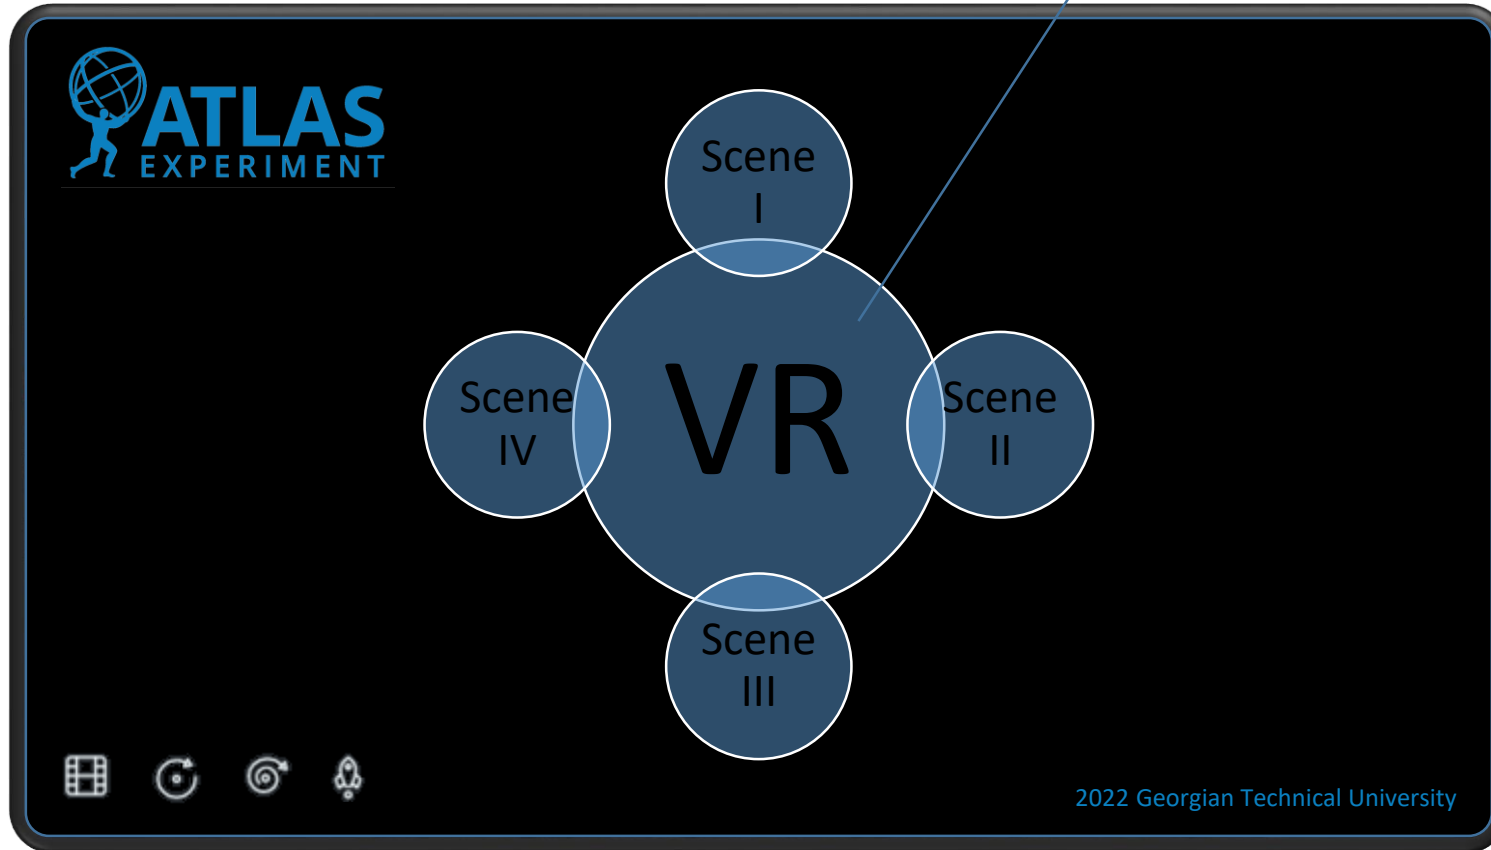 ATLAS
EXPERIMENT
Scene
I
Scene
IV
VR
Scene
II
Scene
III
2022 Georgian Technical University